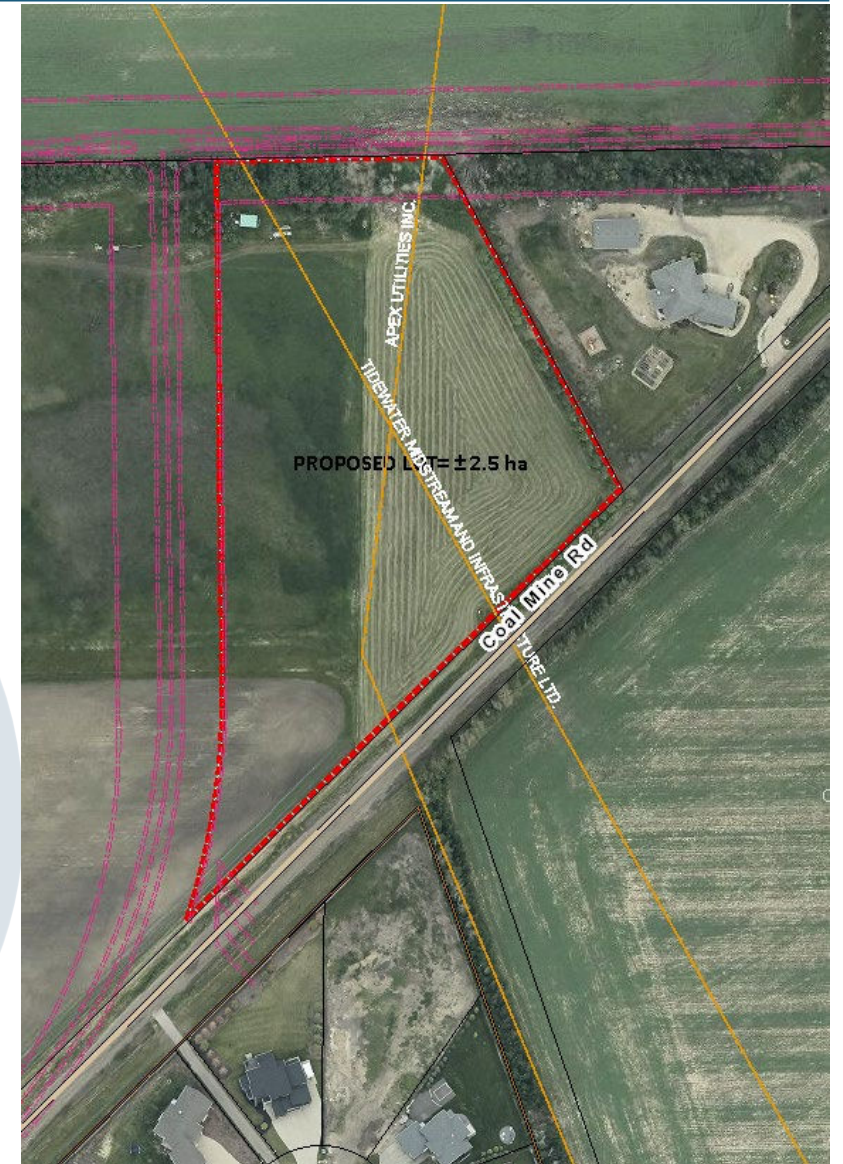 APEX UTILITIES INC.
TIDEWATER MIDSTREAM AND INFRASTRUCTURE LTD.
PROPOSED LOT= ±2.5 ha
Coal Mine Rd